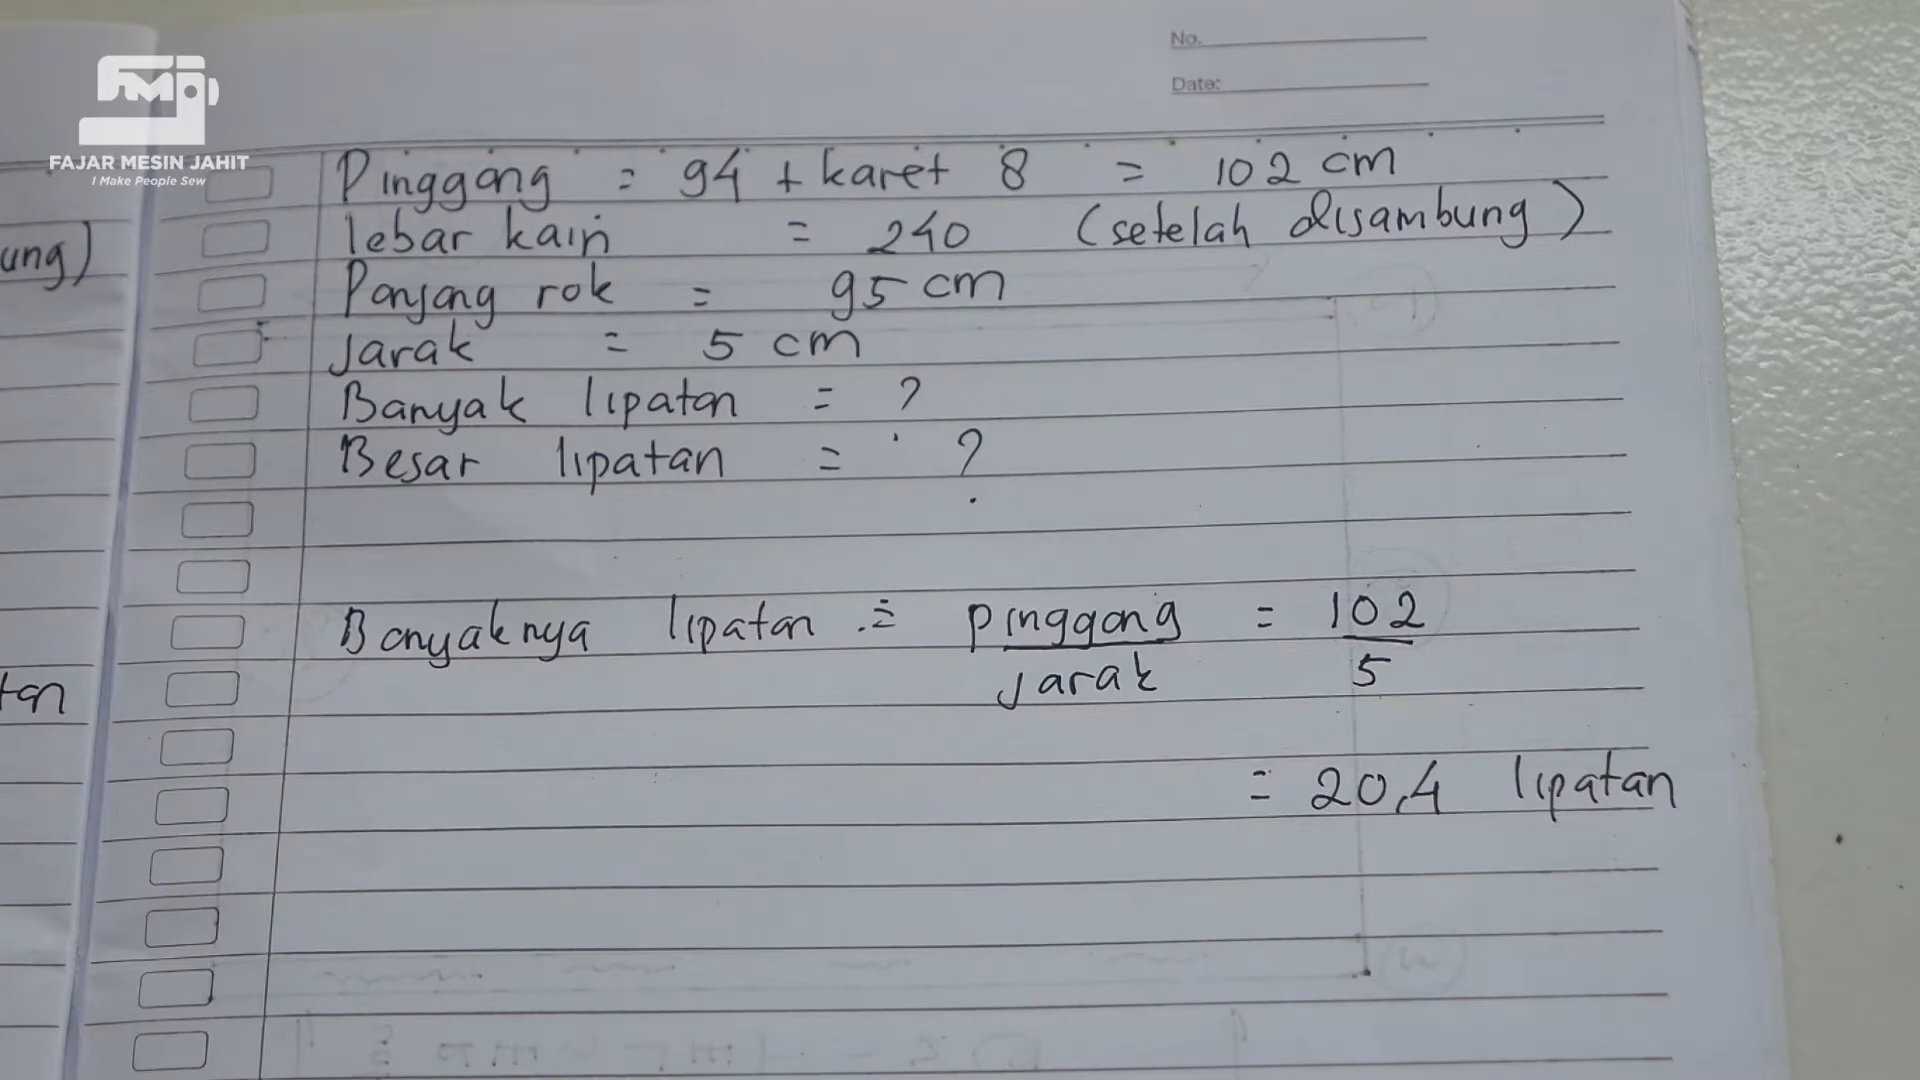 FAJAR MESIN JAHIT
I Make People Sew
No.
Date:
ung)
tan
Pinggang = 94 + karet 8 = 102 cm
lebar kain = 240 (setelah disambung)
Panjang rok = 95 cm
Jarak = 5 cm
Banyak lipatan = ?
Besar lipatan = ?
Banyaknya lipatan = pinggang = 102
jarak 5
= 20,4 lipatan